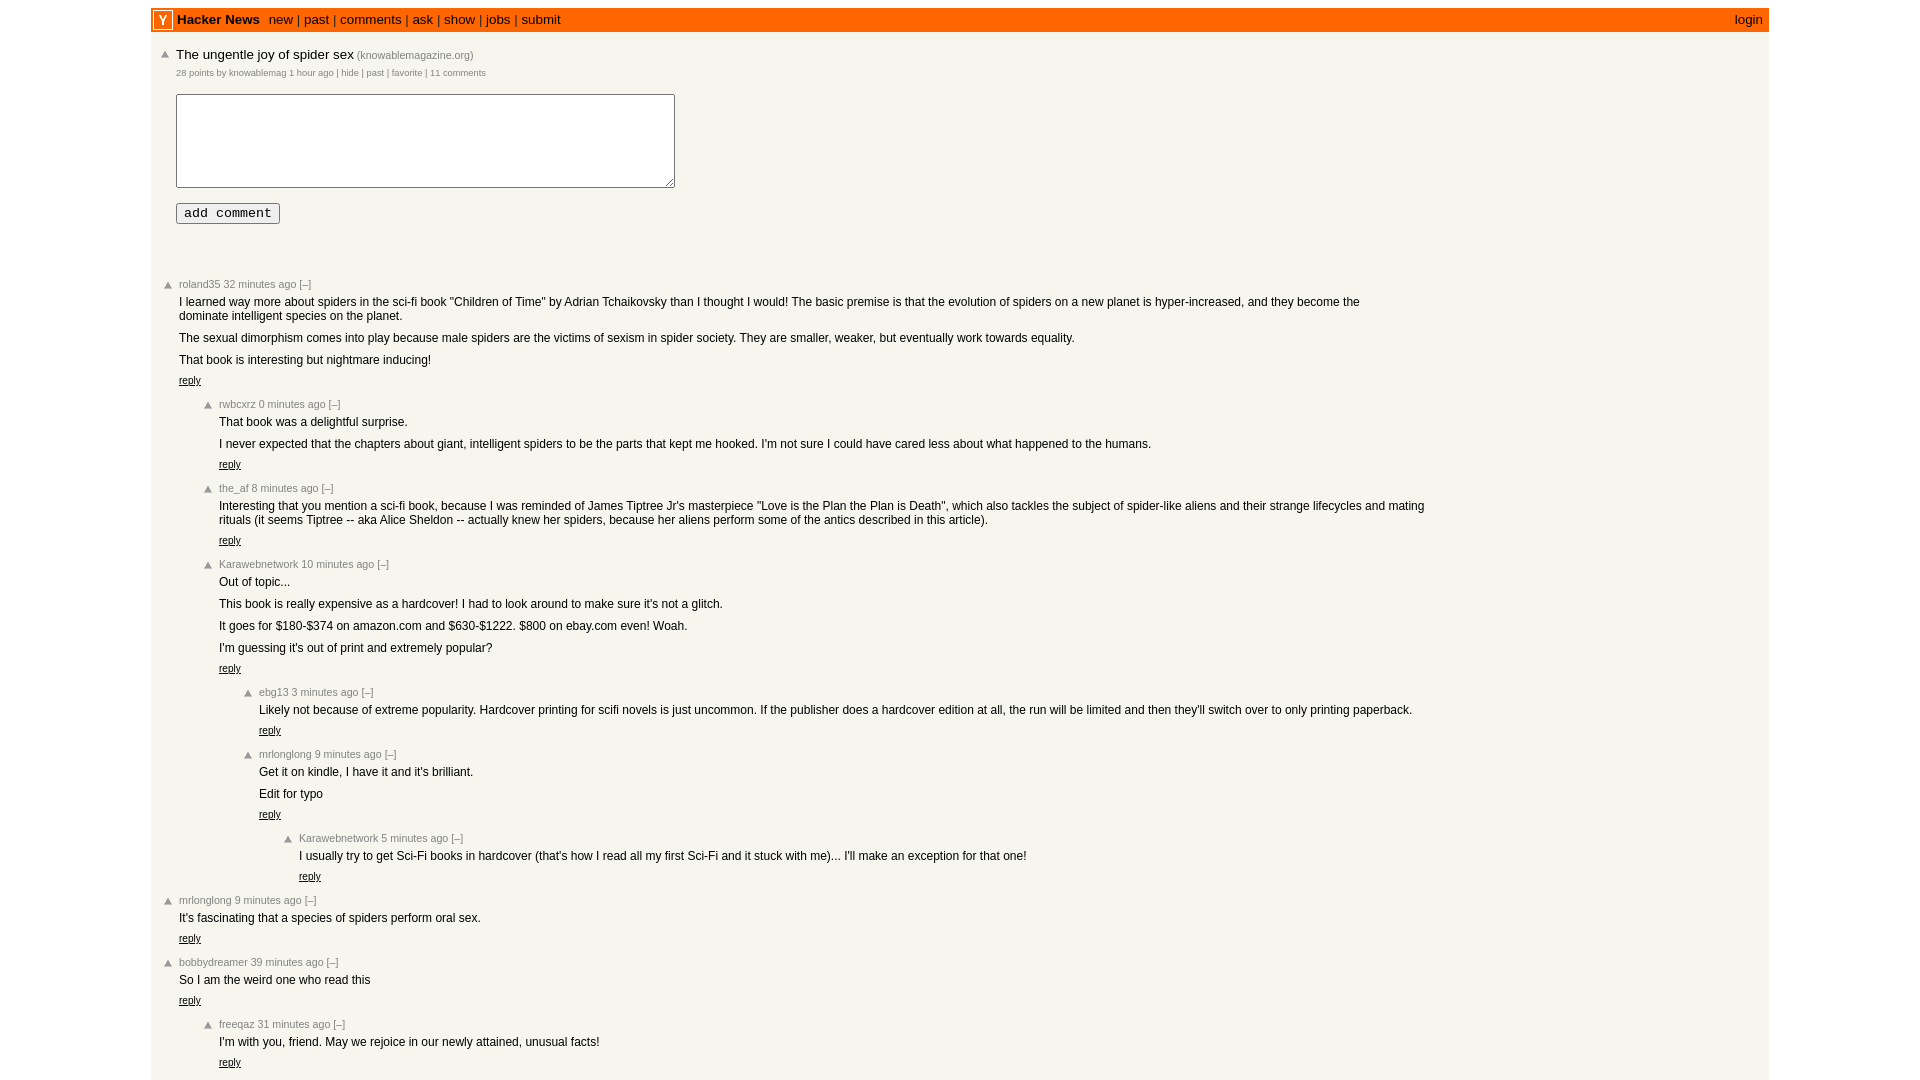 Y Hacker News new | past | comments | ask | show | jobs | submit login
The ungentle joy of spider sex (knowablemagazine.org)
28 points by knowablemag 1 hour ago | hide | past | favorite | 11 comments
add comment
roland35 32 minutes ago [–]
I learned way more about spiders in the sci-fi book "Children of Time" by Adrian Tchaikovsky than I thought I would! The basic premise is that the evolution of spiders on a new planet is hyper-increased, and they become the
dominate intelligent species on the planet.
The sexual dimorphism comes into play because male spiders are the victims of sexism in spider society. They are smaller, weaker, but eventually work towards equality.
That book is interesting but nightmare inducing!
reply
rwbcxrz 0 minutes ago [–]
That book was a delightful surprise.
I never expected that the chapters about giant, intelligent spiders to be the parts that kept me hooked. I'm not sure I could have cared less about what happened to the humans.
reply
the_af 8 minutes ago [–]
Interesting that you mention a sci-fi book, because I was reminded of James Tiptree Jr's masterpiece "Love is the Plan the Plan is Death", which also tackles the subject of spider-like aliens and their strange lifecycles and mating
rituals (it seems Tiptree -- aka Alice Sheldon -- actually knew her spiders, because her aliens perform some of the antics described in this article).
reply
Karawebnetwork 10 minutes ago [–]
Out of topic...
This book is really expensive as a hardcover! I had to look around to make sure it's not a glitch.
It goes for $180-$374 on amazon.com and $630-$1222. $800 on ebay.com even! Woah.
I'm guessing it's out of print and extremely popular?
reply
ebg13 3 minutes ago [–]
Likely not because of extreme popularity. Hardcover printing for scifi novels is just uncommon. If the publisher does a hardcover edition at all, the run will be limited and then they'll switch over to only printing paperback.
reply
mrlonglong 9 minutes ago [–]
Get it on kindle, I have it and it's brilliant.
Edit for typo
reply
Karawebnetwork 5 minutes ago [–]
I usually try to get Sci-Fi books in hardcover (that's how I read all my first Sci-Fi and it stuck with me)... I'll make an exception for that one!
reply
mrlonglong 9 minutes ago [–]
It's fascinating that a species of spiders perform oral sex.
reply
bobbydreamer 39 minutes ago [–]
So I am the weird one who read this
reply
freeqaz 31 minutes ago [–]
I'm with you, friend. May we rejoice in our newly attained, unusual facts!
reply